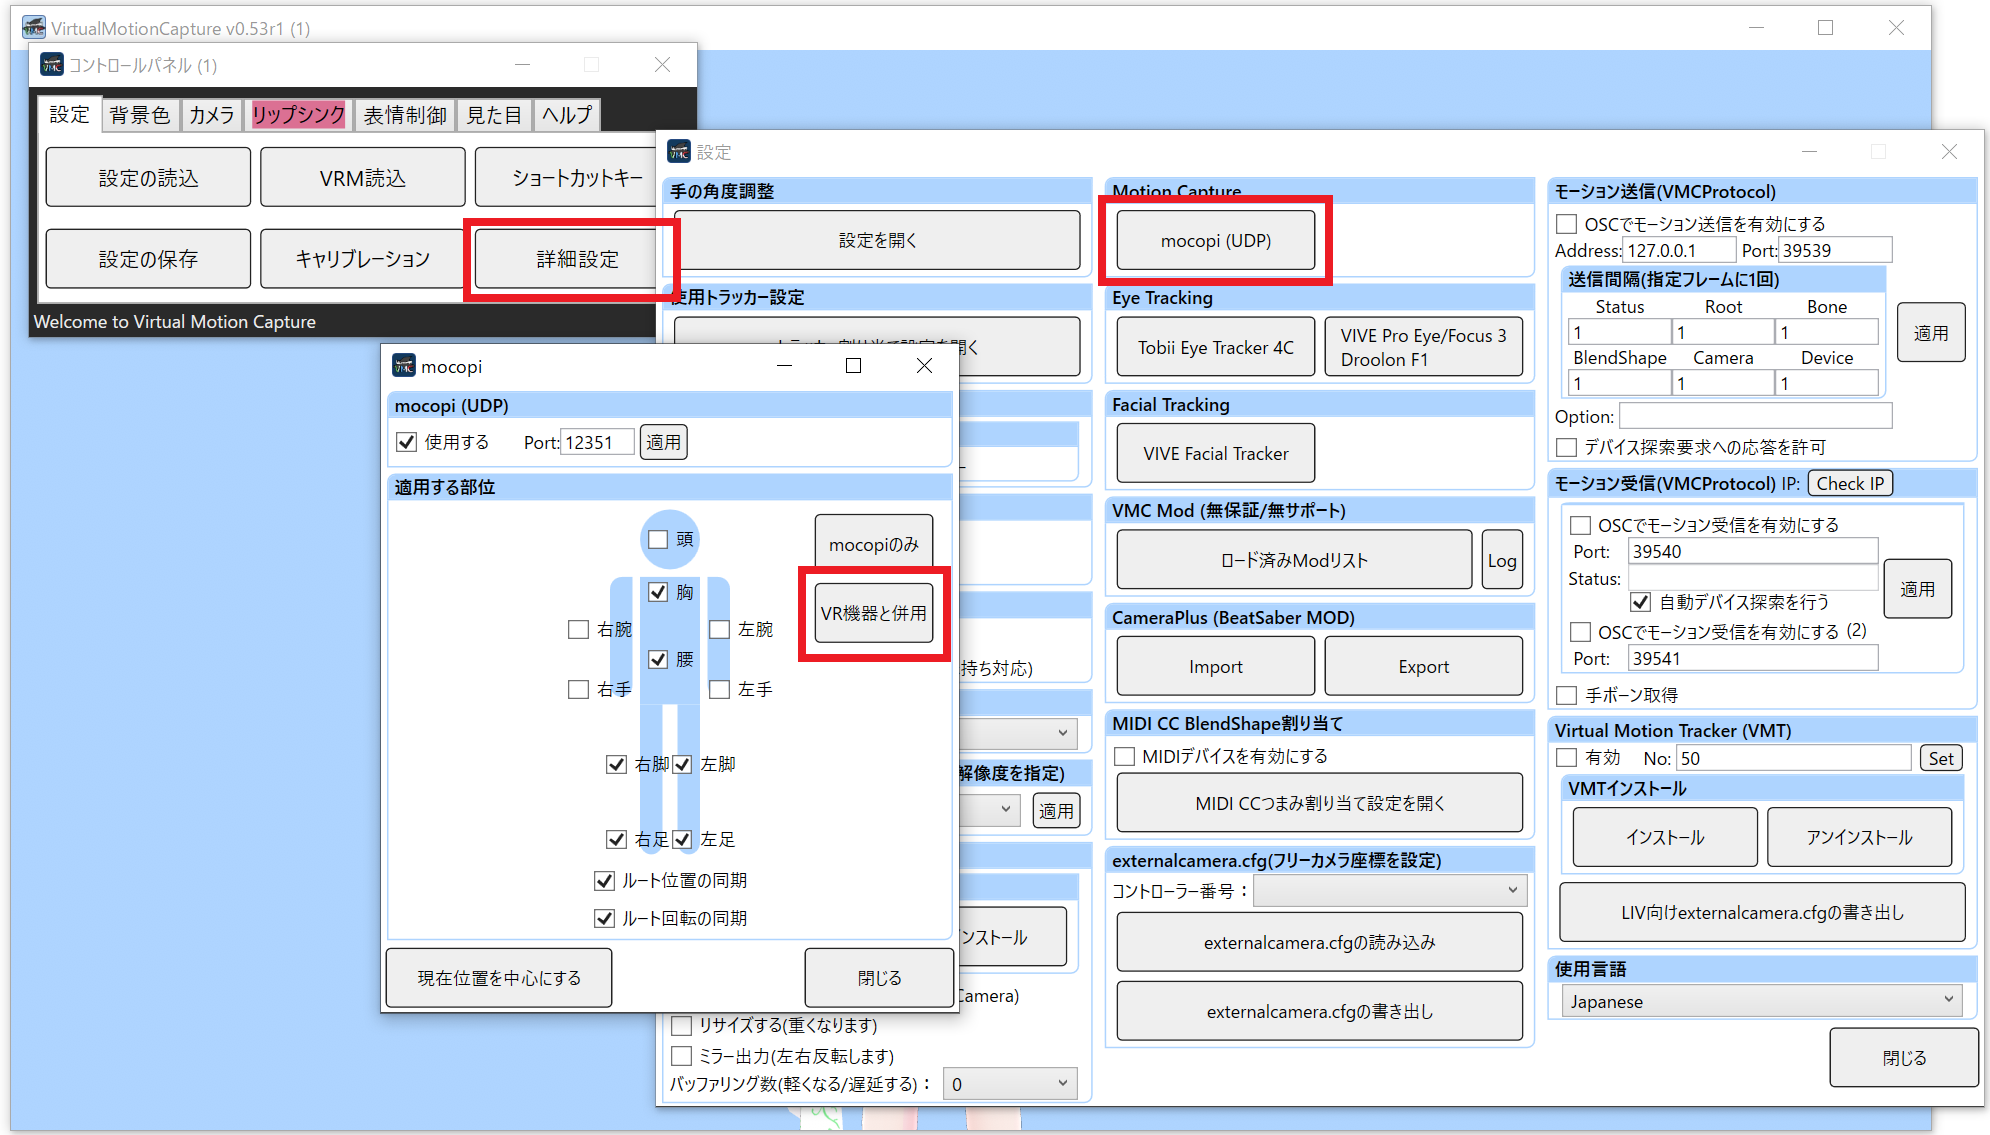 VirtualMotionCapture v0.53r1 (1)
コントロールパネル (1)
設定 背景色 カメラ リップシンク 表情制御 見た目 ヘルプ
設定の読込 VRM読込 ショートカットキー
設定の保存 キャリブレーション 詳細設定
Welcome to Virtual Motion Capture
設定
手の角度調整
設定を開く
使用トラッカー設定
持ち対応)
解像度を指定)
適用
ンストール
Camera)
リサイズする(重くなります)
ミラー出力(左右反転します)
バッファリング数(軽くなる/遅延する)： 0
Motion Capture
mocopi (UDP)
Eye Tracking
Tobii Eye Tracker 4C
VIVE Pro Eye/Focus 3
Droolon F1
Facial Tracking
VIVE Facial Tracker
VMC Mod (無保証/無サポート)
ロード済みModリスト Log
CameraPlus (BeatSaber MOD)
Import Export
MIDI CC BlendShape割り当て
MIDIデバイスを有効にする
MIDI CCつまみ割り当て設定を開く
externalcamera.cfg(フリーカメラ座標を設定)
コントローラー番号：
externalcamera.cfgの読み込み
externalcamera.cfgの書き出し
モーション送信(VMCProtocol)
OSCでモーション送信を有効にする
Address: 127.0.0.1 Port: 39539
送信間隔(指定フレームに1回)
Status Root Bone
1 1 1
BlendShape Camera Device
1 1 1
適用
Option:
デバイス探索要求への応答を許可
モーション受信(VMCProtocol) IP: Check IP
OSCでモーション受信を有効にする
Port: 39540
Status:
自動デバイス探索を行う
適用
OSCでモーション受信を有効にする (2)
Port: 39541
手ボーン取得
Virtual Motion Tracker (VMT)
有効 No: 50 Set
VMTインストール
インストール アンインストール
LIV向けexternalcamera.cfgの書き出し
使用言語
Japanese
閉じる
mocopi
mocopi (UDP)
使用する Port: 12351 適用
適用する部位
頭
mocopiのみ
胸
VR機器と併用
右腕 左腕
腰
右手 左手
右脚 左脚
右足 左足
ルート位置の同期
ルート回転の同期
現在位置を中心にする 閉じる